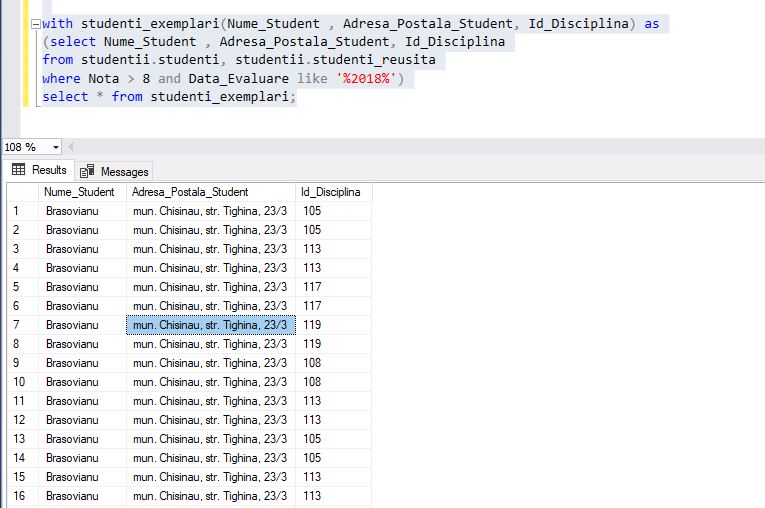 with studenti_exemplari(Nume_Student , Adresa_Postala_Student, Id_Disciplina) as
(select Nume_Student , Adresa_Postala_Student, Id_Disciplina
from studentii.studenti, studentii.studenti_reusita
where Nota > 8 and Data_Evaluare like '%2018%')
select * from studenti_exemplari;
108 %
Results Messages
Nume_Student Adresa_Postala_Student Id_Disciplina
1 Brasovianu mun. Chisinau, str. Tighina, 23/3 105
2 Brasovianu mun. Chisinau, str. Tighina, 23/3 105
3 Brasovianu mun. Chisinau, str. Tighina, 23/3 113
4 Brasovianu mun. Chisinau, str. Tighina, 23/3 113
5 Brasovianu mun. Chisinau, str. Tighina, 23/3 117
6 Brasovianu mun. Chisinau, str. Tighina, 23/3 117
7 Brasovianu mun. Chisinau, str. Tighina, 23/3 119
8 Brasovianu mun. Chisinau, str. Tighina, 23/3 119
9 Brasovianu mun. Chisinau, str. Tighina, 23/3 108
10 Brasovianu mun. Chisinau, str. Tighina, 23/3 108
11 Brasovianu mun. Chisinau, str. Tighina, 23/3 113
12 Brasovianu mun. Chisinau, str. Tighina, 23/3 113
13 Brasovianu mun. Chisinau, str. Tighina, 23/3 105
14 Brasovianu mun. Chisinau, str. Tighina, 23/3 105
15 Brasovianu mun. Chisinau, str. Tighina, 23/3 113
16 Brasovianu mun. Chisinau, str. Tighina, 23/3 113